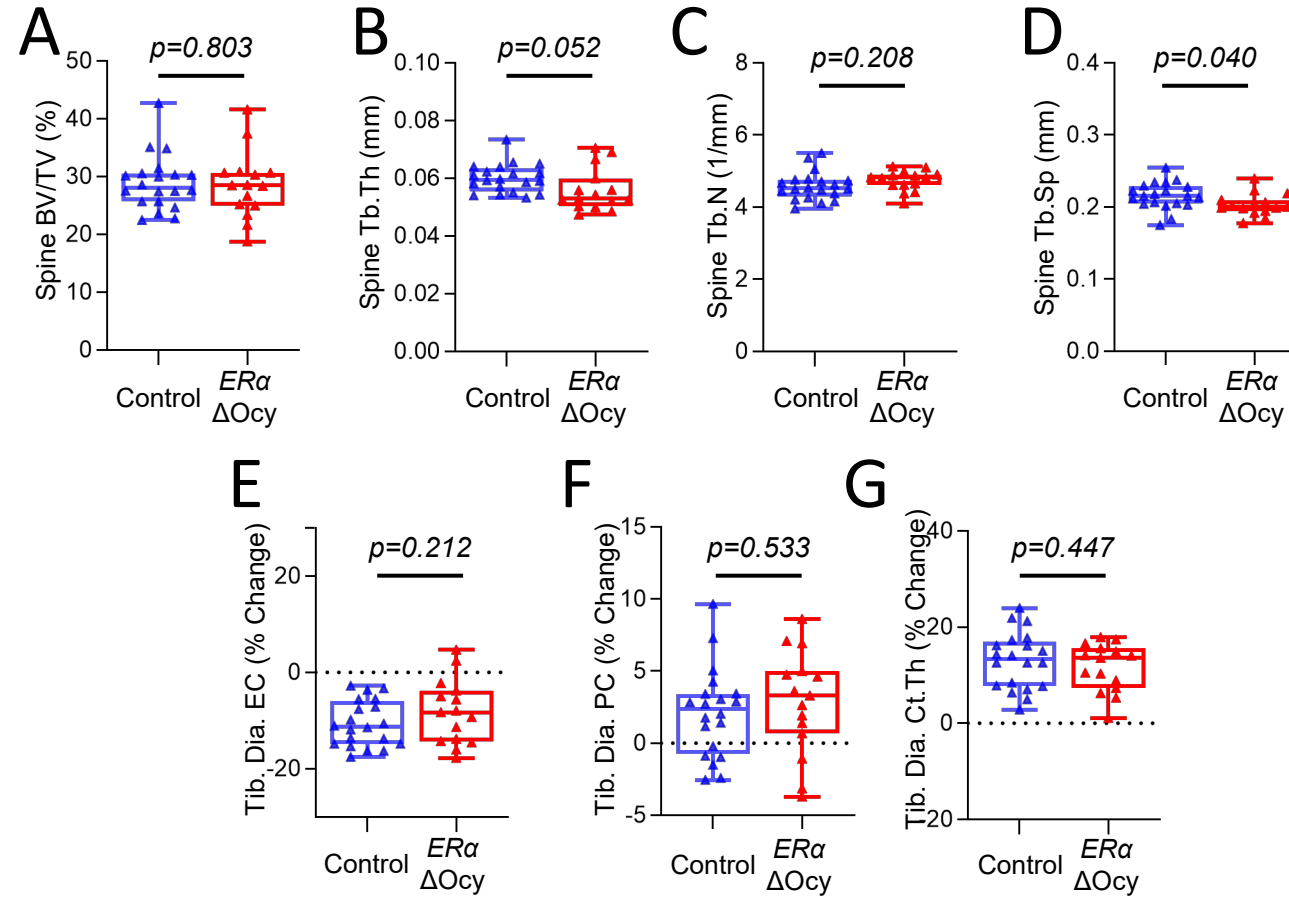 A
B
C
D
p=0.803
p=0.052
p=0.208
p=0.040
Spine BV/TV (%)
50
40
30
20
10
0
Control
ERα
ΔOcy
Spine Tb.Th (mm)
0.10
0.08
0.06
0.04
0.02
0.00
Control
ERα
ΔOcy
Spine Tb.N (1/mm)
8
6
4
2
0
Control
ERα
ΔOcy
Spine Tb.Sp (mm)
0.4
0.3
0.2
0.1
0.0
Control
ERα
ΔOcy
E
F
G
p=0.212
p=0.533
p=0.447
Tib. Dia. EC (% Change)
20
0
-20
Control
ERα
ΔOcy
Tib. Dia. PC (% Change)
15
10
5
0
-5
Control
ERα
ΔOcy
Tib. Dia. Ct.Th (% Change)
40
20
0
-20
Control
ERα
ΔOcy